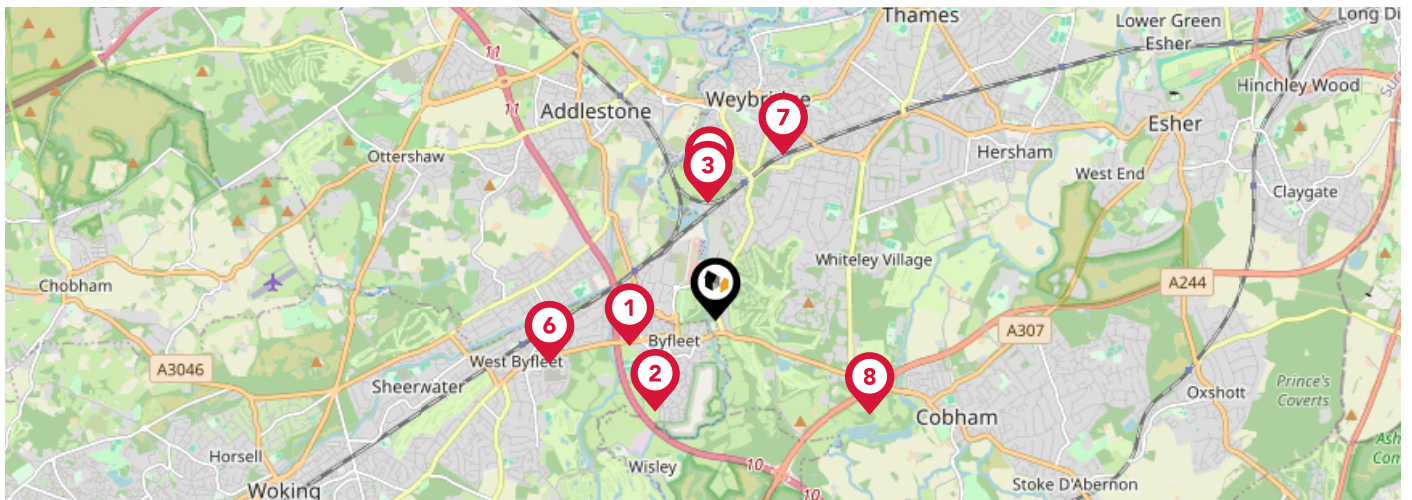 Thames
Lower Green
Long Di
Esher
11
Hinchley Wood
Weybridge
11
Addlestone
7
Esher
Hersham
Ottershaw
3
West End
Claygate
Whiteley Village
Chobham
A244
1
6
A307
Byfleet
West Byfleet
A3046
2
8
Sheerwater
Prince's
Coverts
Oxshott
Cobham
Horsell
Wisley
10
Ash
Com
Woking
Stoke D'Abernon
10